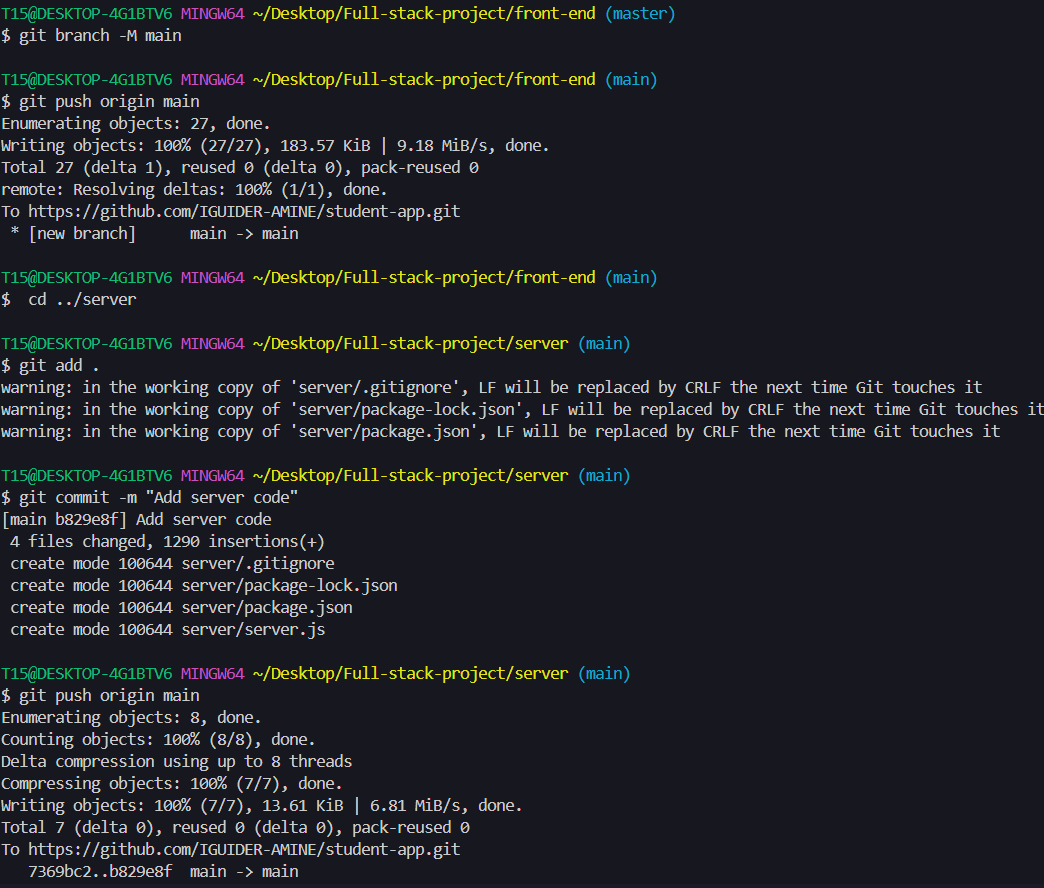 T15@DESKTOP-4G1BTV6 MINGW64 ~/Desktop/Full-stack-project/front-end (master)
$ git branch -M main
T15@DESKTOP-4G1BTV6 MINGW64 ~/Desktop/Full-stack-project/front-end (main)
$ git push origin main
Enumerating objects: 27, done.
Writing objects: 100% (27/27), 183.57 KiB | 9.18 MiB/s, done.
Total 27 (delta 1), reused 0 (delta 0), pack-reused 0
remote: Resolving deltas: 100% (1/1), done.
To https://github.com/IGUIDER-AMINE/student-app.git
 * [new branch]      main -> main
T15@DESKTOP-4G1BTV6 MINGW64 ~/Desktop/Full-stack-project/front-end (main)
$  cd ../server
T15@DESKTOP-4G1BTV6 MINGW64 ~/Desktop/Full-stack-project/server (main)
$ git add .
warning: in the working copy of 'server/.gitignore', LF will be replaced by CRLF the next time Git touches it
warning: in the working copy of 'server/package-lock.json', LF will be replaced by CRLF the next time Git touches it
warning: in the working copy of 'server/package.json', LF will be replaced by CRLF the next time Git touches it
T15@DESKTOP-4G1BTV6 MINGW64 ~/Desktop/Full-stack-project/server (main)
$ git commit -m "Add server code"
[main b829e8f] Add server code
 4 files changed, 1290 insertions(+)
 create mode 100644 server/.gitignore
 create mode 100644 server/package-lock.json
 create mode 100644 server/package.json
 create mode 100644 server/server.js
T15@DESKTOP-4G1BTV6 MINGW64 ~/Desktop/Full-stack-project/server (main)
$ git push origin main
Enumerating objects: 8, done.
Counting objects: 100% (8/8), done.
Delta compression using up to 8 threads
Compressing objects: 100% (7/7), done.
Writing objects: 100% (7/7), 13.61 KiB | 6.81 MiB/s, done.
Total 7 (delta 0), reused 0 (delta 0), pack-reused 0
To https://github.com/IGUIDER-AMINE/student-app.git
   7369bc2..b829e8f  main -> main